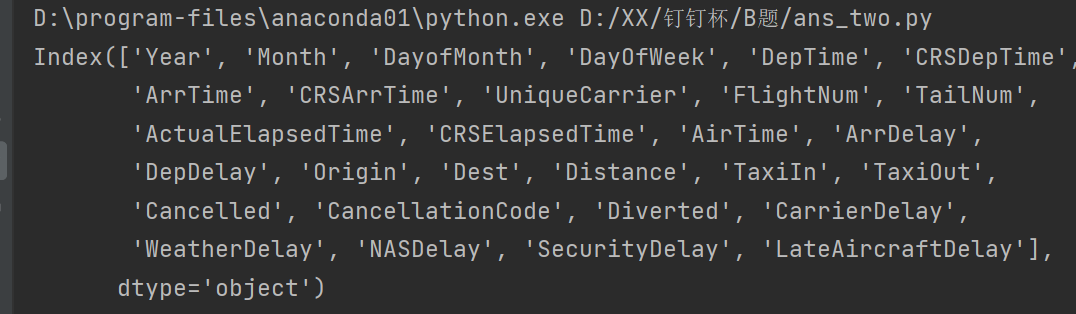 D:\program-files\anaconda01\python.exe D:/XX/钉钉杯/B题/ans_two.py
Index(['Year', 'Month', 'DayofMonth', 'DayOfWeek', 'DepTime', 'CRSDepTime',
'ArrTime', 'CRSArrTime', 'UniqueCarrier', 'FlightNum', 'TailNum',
'ActualElapsedTime', 'CRSElapsedTime', 'AirTime', 'ArrDelay',
'DepDelay', 'Origin', 'Dest', 'Distance', 'TaxiIn', 'TaxiOut',
'Cancelled', 'CancellationCode', 'Diverted', 'CarrierDelay',
'WeatherDelay', 'NASDelay', 'SecurityDelay', 'LateAircraftDelay'],
dtype='object')